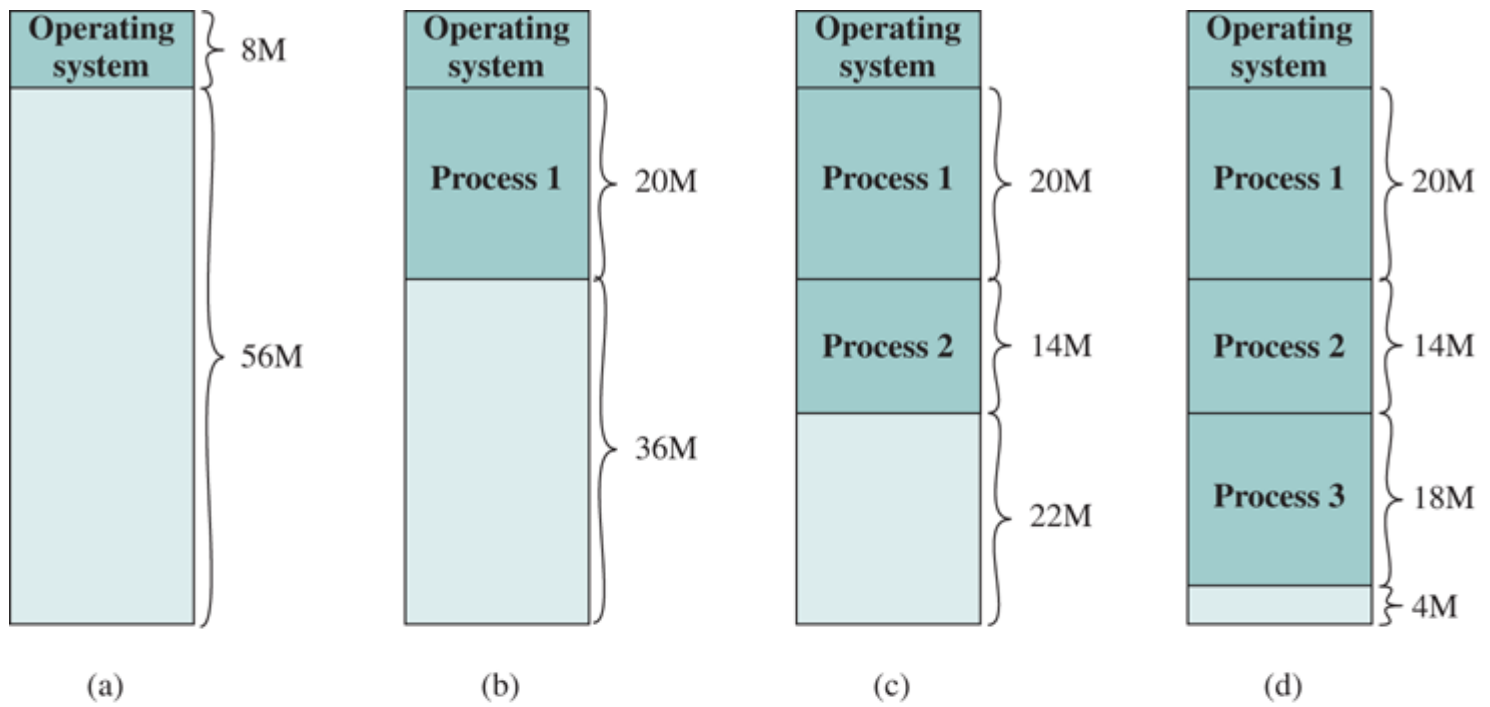 Operating
system
8M
56M
(a)
Operating
system
Process 1
20M
36M
(b)
Operating
system
Process 1
20M
Process 2
14M
22M
(c)
Operating
system
Process 1
20M
Process 2
14M
Process 3
18M
4M
(d)